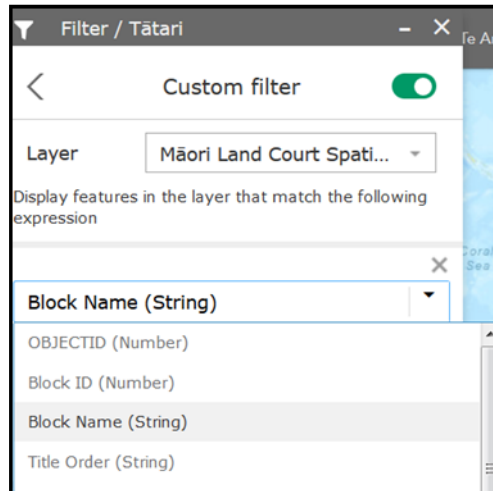 Filter / Tātari
Te A
Custom filter
Layer
Māori Land Court Spati...
Display features in the layer that match the following
expression
Coral
Sea
Block Name (String)
OBJECTID (Number)
Block ID (Number)
Block Name (String)
Title Order (String)